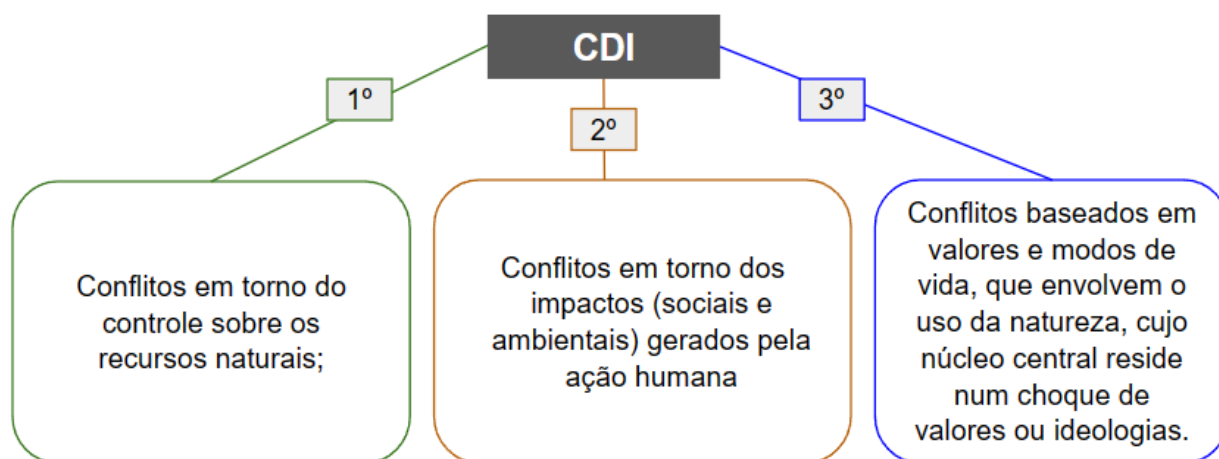 CDI
1º
2º
3º
Conflitos em torno do
controle sobre os
recursos naturais;
Conflitos em torno dos
impactos (sociais e
ambientais) gerados pela
ação humana
Conflitos baseados em
valores e modos de
vida, que envolvem o
uso da natureza, cujo
núcleo central reside
num choque de
valores ou ideologias.